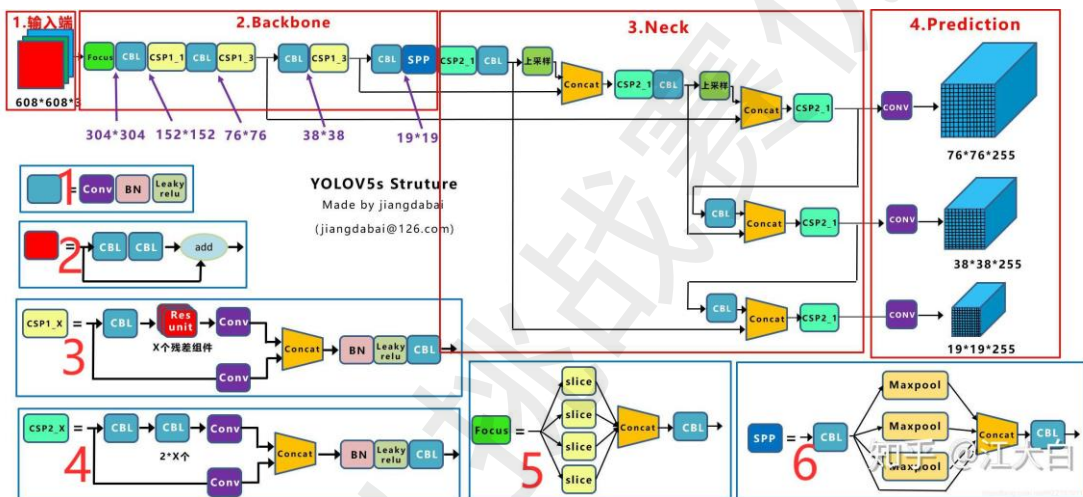 1.输入端
2.Backbone
3.Neck
4.Prediction
608*608*3
Focus
CBL
CSP1_1
CBL
CSP1_3
CBL
CSP1_3
CBL
SPP
CSP2_1
CBL
上采样
Concat
CSP2_1
CBL
上采样
Concat
CSP2_1
CONV
304*304
152*152
76*76
38*38
19*19
76*76*255
YOLOV5s Struture
Made by jiangdabai
(jiangdabai@126.com)
CBL
Concat
CSP2_1
CONV
38*38*255
CBL
Concat
CSP2_1
CONV
19*19*255
1
=
Conv
BN
Leaky
relu
2
=
CBL
CBL
add
CSP1_X
=
3
CBL
Res
unit
X个残差组件
Conv
Conv
Concat
BN
Leaky
relu
CBL
CSP2_X
=
4
CBL
CBL
2*X个
Conv
Conv
Concat
BN
Leaky
relu
CBL
Focus
=
5
slice
slice
slice
slice
Concat
CBL
SPP
=
6
CBL
Maxpool
Maxpool
Maxpool
Concat
CBL
知乎 @江大白
挑战赛